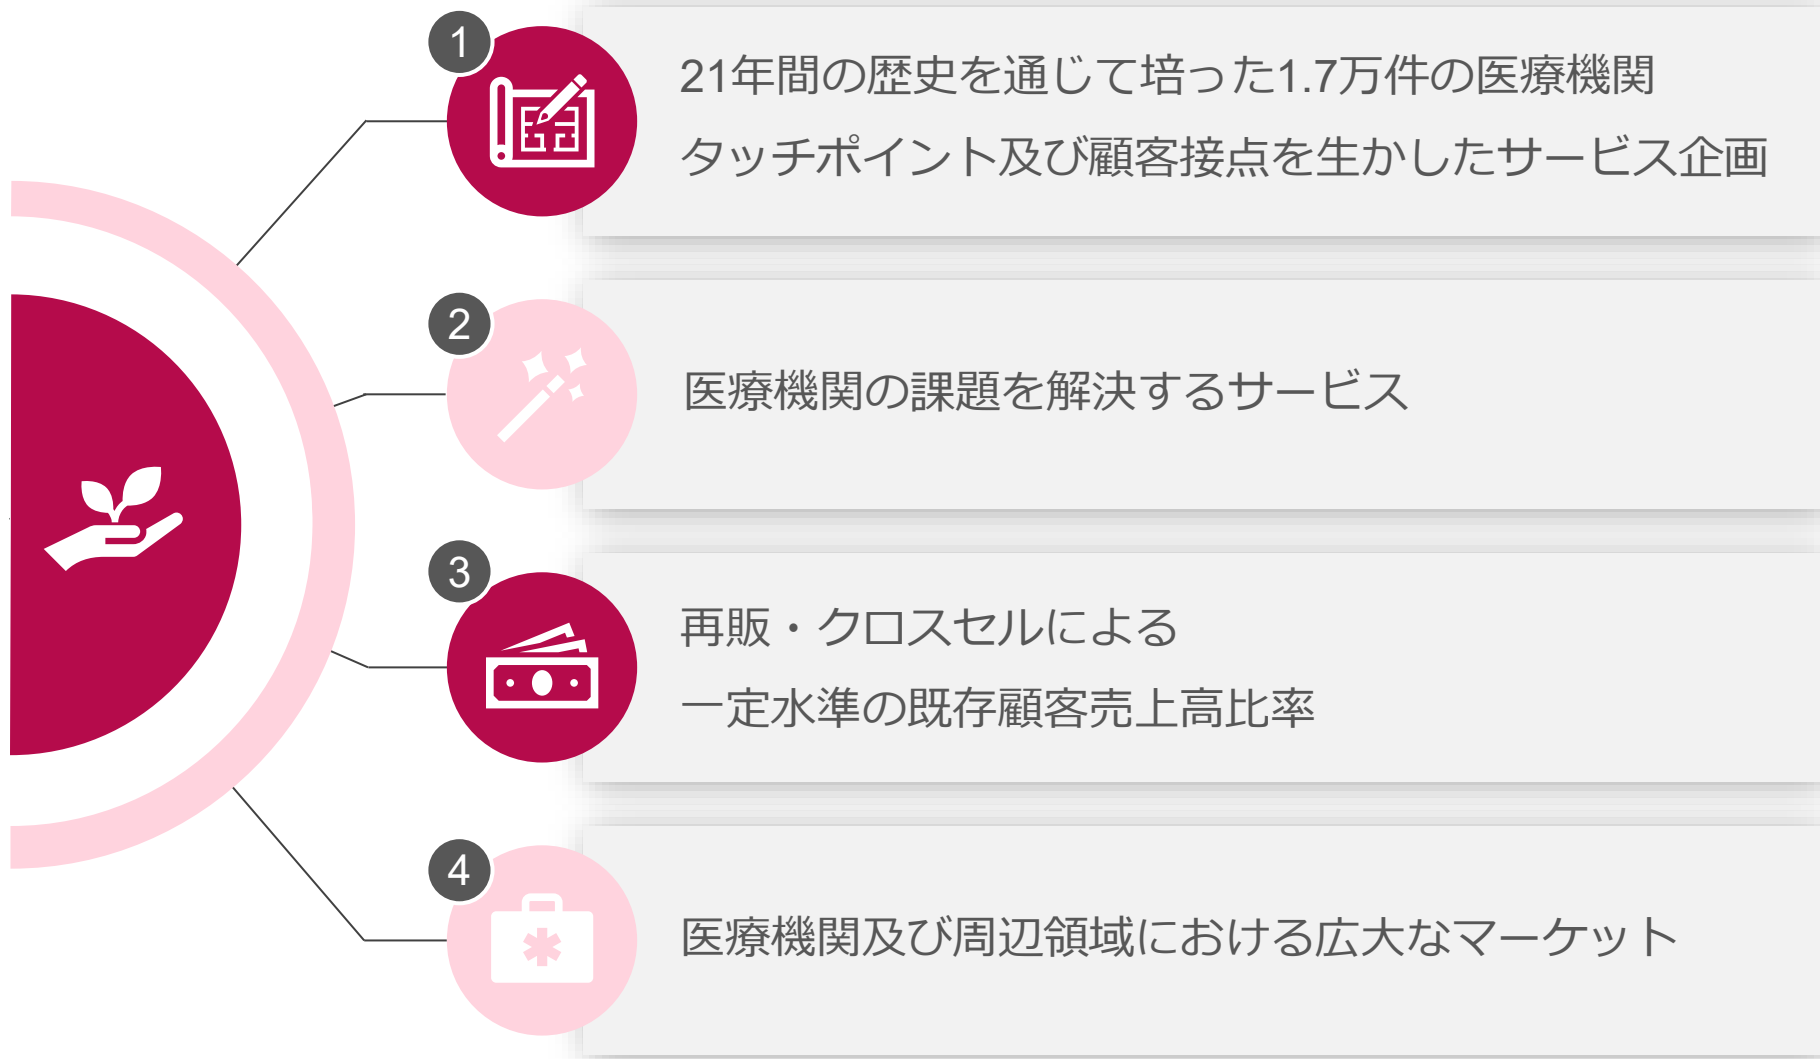 1
21年間の歴史を通じて培った1.7万件の医療機関
タッチポイント及び顧客接点を生かしたサービス企画
2
医療機関の課題を解決するサービス
3
再販・クロスセルによる
一定水準の既存顧客売上高比率
4
医療機関及び周辺領域における広大なマーケット